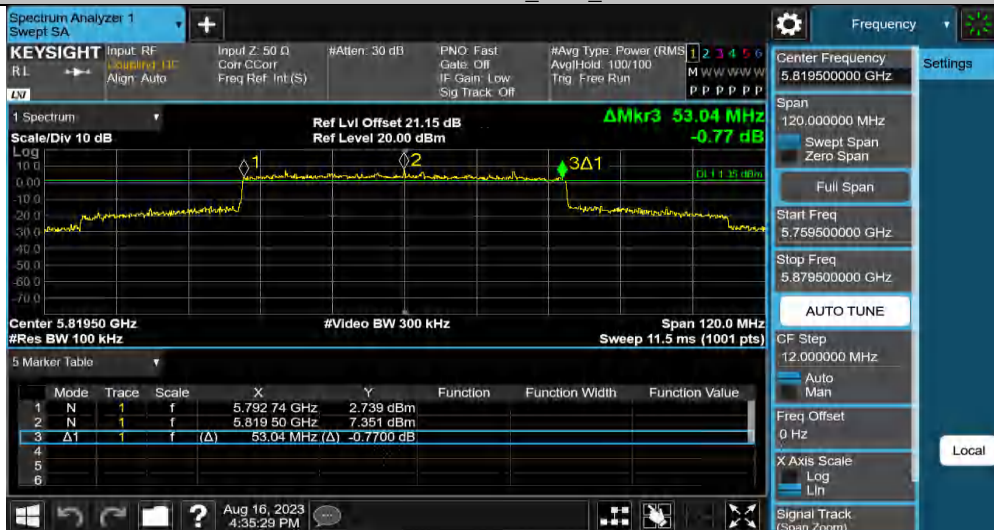 Spectrum Analyzer 1
Swept SA
+
Frequency
KEYSIGHT
RL
LXI
Input: RF
Coupling: DC
Align: Auto
Input Z: 50 Ω
Corr CCorr
Freq Ref: Int (S)
#Atten: 30 dB
PNO: Fast
Gate: Off
IF Gain: Low
Sig Track: Off
#Avg Type: Power (RMS
Avg|Hold: 100/100
Trig: Free Run
1 2 3 4 5 6
M W W W W W
P P P P P P
1 Spectrum
Scale/Div 10 dB
Ref Lvl Offset 21.15 dB
Ref Level 20.00 dBm
ΔMkr3 53.04 MHz
-0.77 dB
Log
10.0
0.00
-10.0
-20.0
-30.0
-40.0
-50.0
-60.0
-70.0
1
2
3Δ1
DL1 1.35 dBm
Center 5.81950 GHz
#Res BW 100 kHz
#Video BW 300 kHz
Span 120.0 MHz
Sweep 11.5 ms (1001 pts)
5 Marker Table
Mode Trace Scale X Y Function Function Width Function Value
1 N 1 f 5.792 74 GHz 2.739 dBm
2 N 1 f 5.819 50 GHz 7.351 dBm
3 Δ1 1 f (Δ) 53.04 MHz (Δ) -0.7700 dB
4
5
6
Aug 16, 2023
4:35:29 PM
?
Center Frequency
5.819500000 GHz
Span
120.000000 MHz
Swept Span
Zero Span
Full Span
Start Freq
5.759500000 GHz
Stop Freq
5.879500000 GHz
AUTO TUNE
CF Step
12.000000 MHz
Auto
Man
Freq Offset
0 Hz
X Axis Scale
Log
Lin
Signal Track
(Span Zoom)
Settings
Local